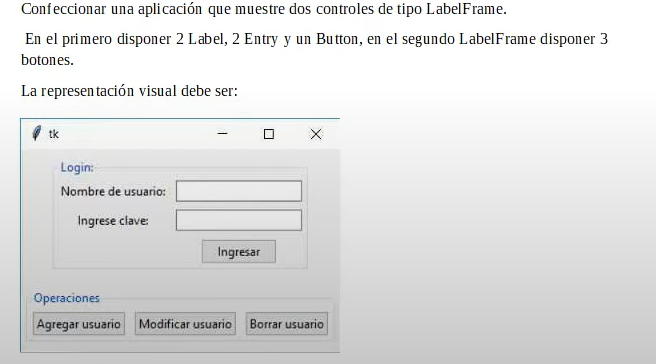 Confeccionar una aplicación que muestre dos controles de tipo LabelFrame.
En el primero disponer 2 Label, 2 Entry y un Button, en el segundo LabelFrame disponer 3
botones.
La representación visual debe ser:
tk
Login:
Nombre de usuario:
Ingrese clave:
Ingresar
Operaciones
Agregar usuario Modificar usuario Borrar usuario